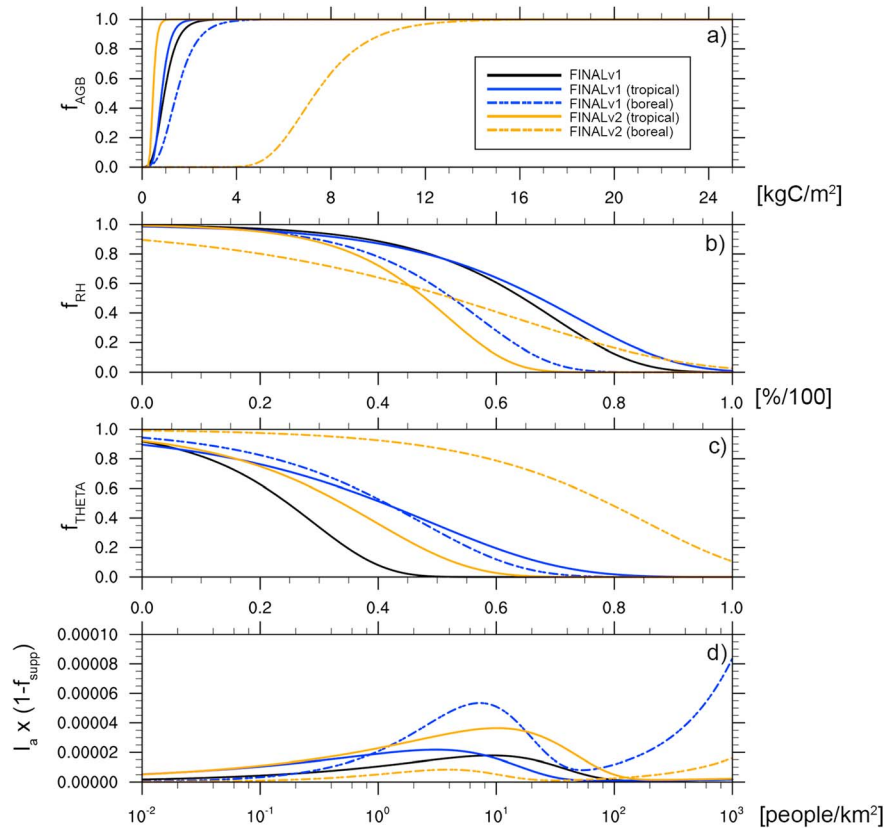 1.0
0.8
0.6
0.4
0.2
0.0
f_AGB
a)
FINALv1
FINALv1 (tropical)
FINALv1 (boreal)
FINALv2 (tropical)
FINALv2 (boreal)
0 4 8 12 16 20 24 [kgC/m²]
1.0
0.8
0.6
0.4
0.2
0.0
f_RH
b)
0.0 0.2 0.4 0.6 0.8 1.0 [%/100]
1.0
0.8
0.6
0.4
0.2
0.0
f_THETA
c)
0.0 0.2 0.4 0.6 0.8 1.0
0.00010
0.00008
0.00006
0.00004
0.00002
0.00000
I_a x (1-f_supp)
d)
10⁻² 10⁻¹ 10⁰ 10¹ 10² 10³ [people/km²]